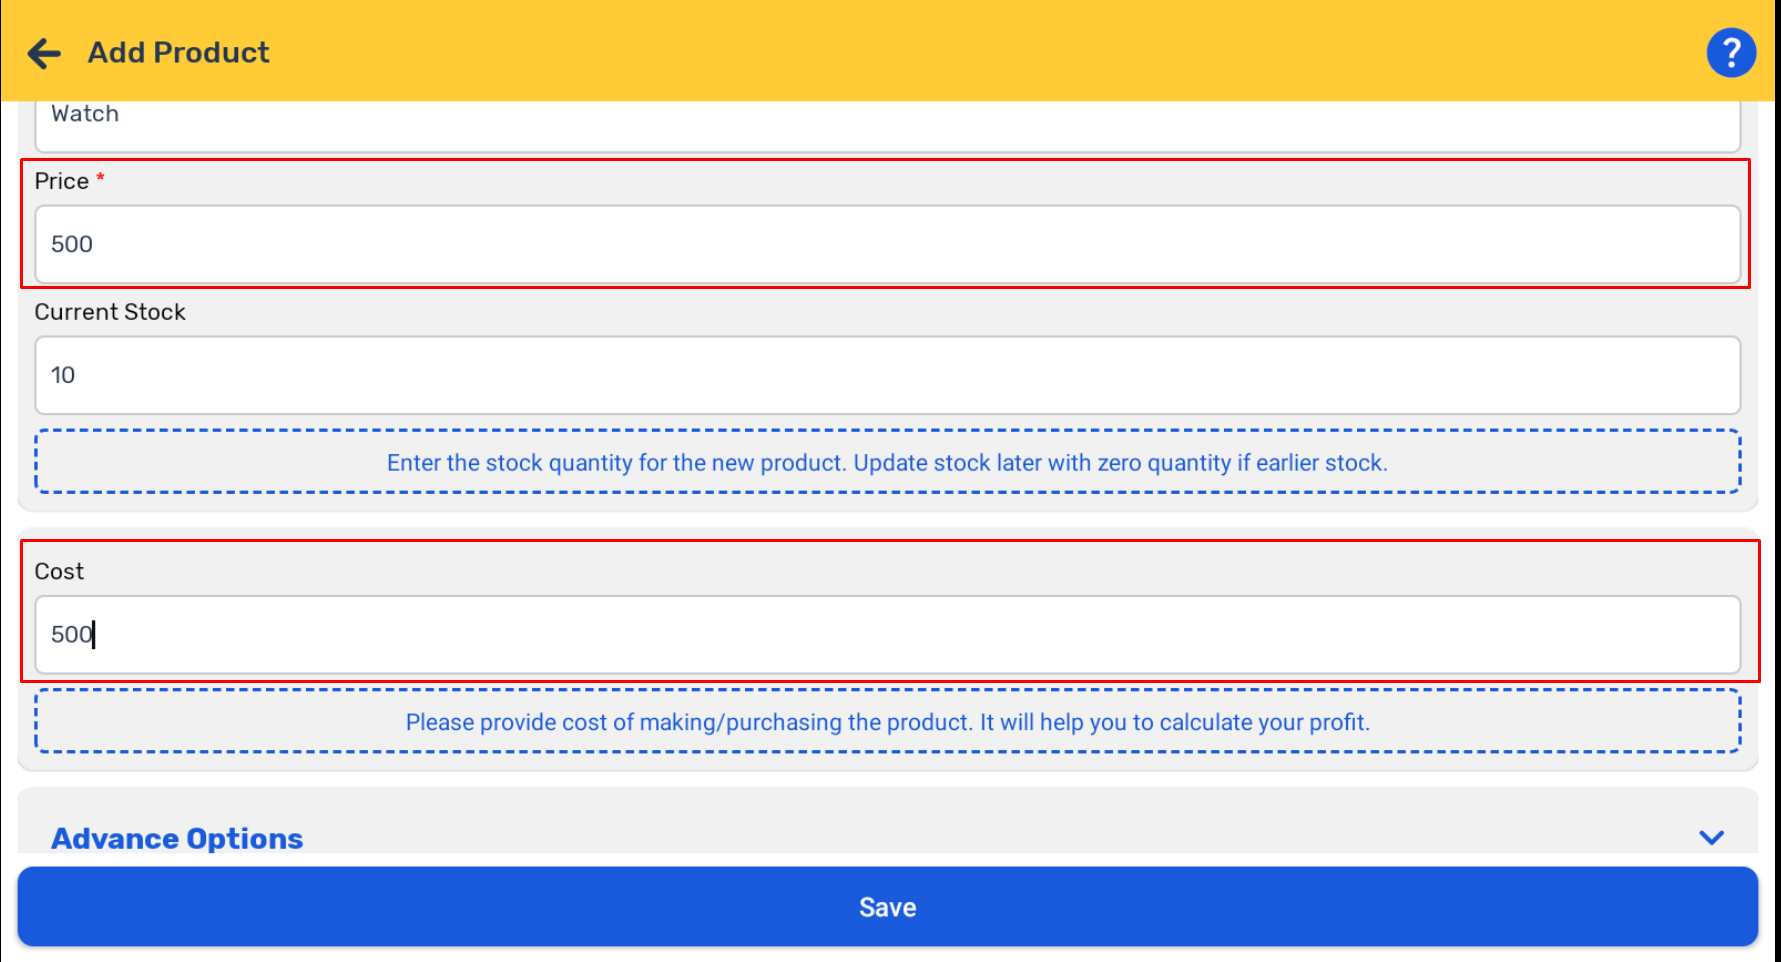 Add Product
?
Watch
Price *
500
Current Stock
10
Enter the stock quantity for the new product. Update stock later with zero quantity if earlier stock.
Cost
500
Please provide cost of making/purchasing the product. It will help you to calculate your profit.
Advance Options
Save